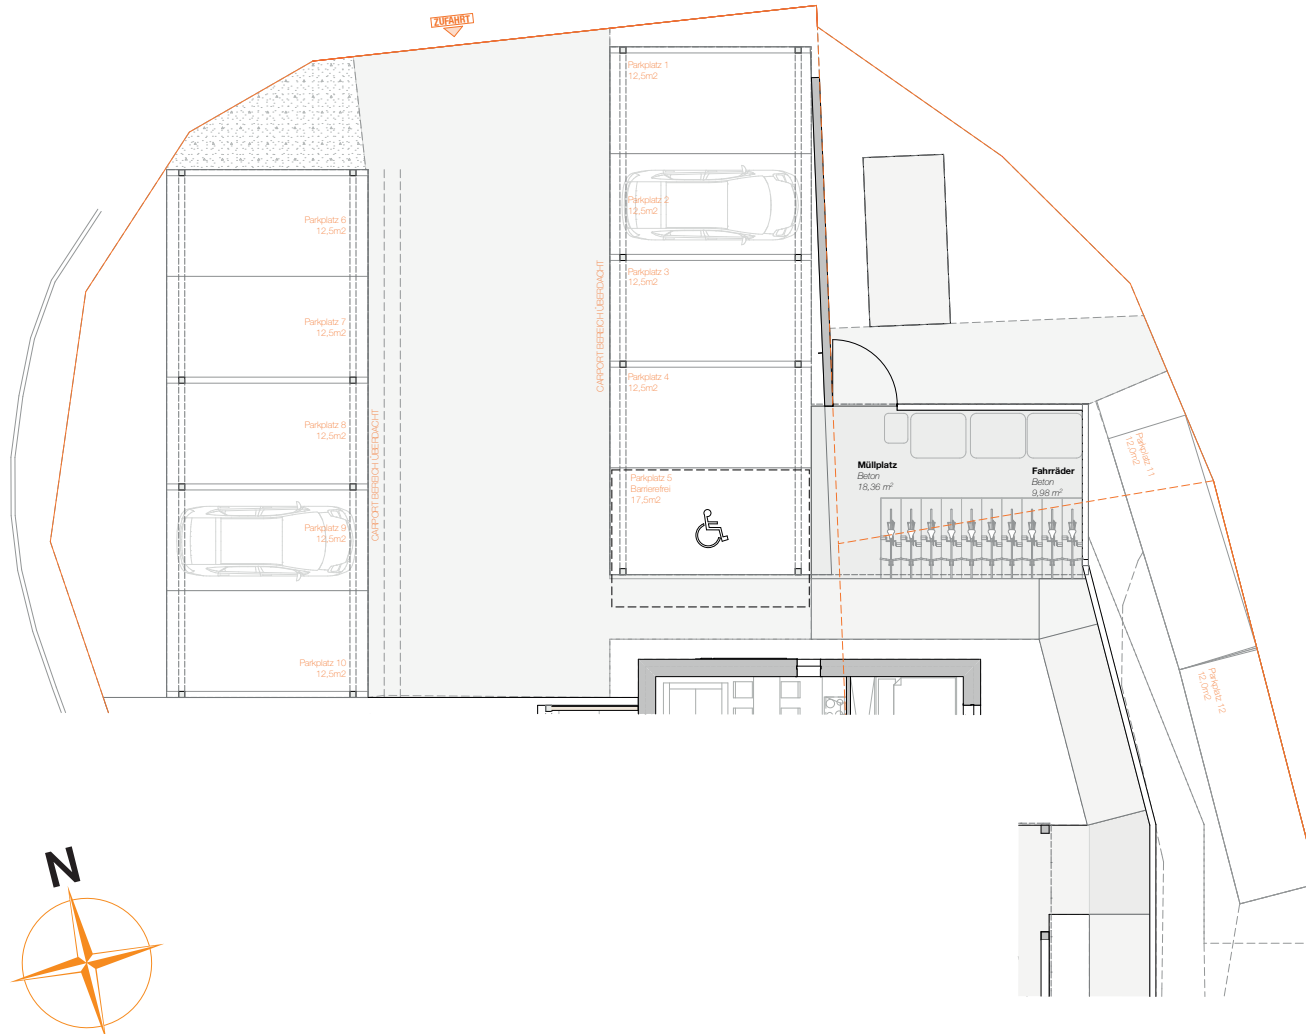 ZUFAHRT
Parkplatz 1
12,5m2
Parkplatz 2
12,5m2
Parkplatz 3
12,5m2
Parkplatz 4
12,5m2
Parkplatz 5
Barrierefrei
17,5m2
CARPORT BEREICH ÜBERDACHT
Parkplatz 6
12,5m2
Parkplatz 7
12,5m2
Parkplatz 8
12,5m2
Parkplatz 9
12,5m2
Parkplatz 10
12,5m2
CARPORT BEREICH ÜBERDACHT
Müllplatz
Beton
18,36 m²
Fahrräder
Beton
9,98 m²
Parkplatz 11
12,0m2
Parkplatz 12
12,0m2
N